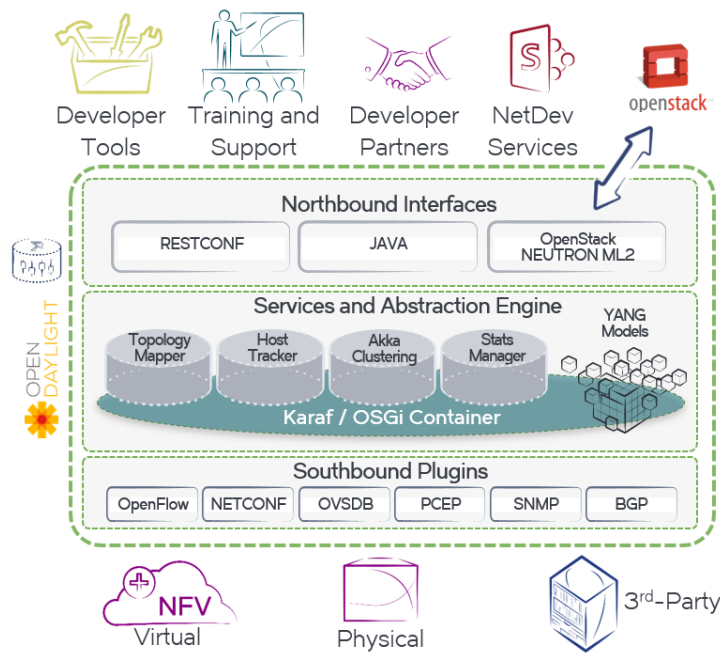 Developer
Tools
Training and
Support
Developer
Partners
S
NetDev
Services
openstack™
Northbound Interfaces
RESTCONF
JAVA
OpenStack
NEUTRON ML2
OPEN
DAYLIGHT
Services and Abstraction Engine
YANG
Models
Topology
Mapper
Host
Tracker
Akka
Clustering
Stats
Manager
Karaf / OSGi Container
Southbound Plugins
OpenFlow
NETCONF
OVSDB
PCEP
SNMP
BGP
NFV
Virtual
Physical
3rd-Party